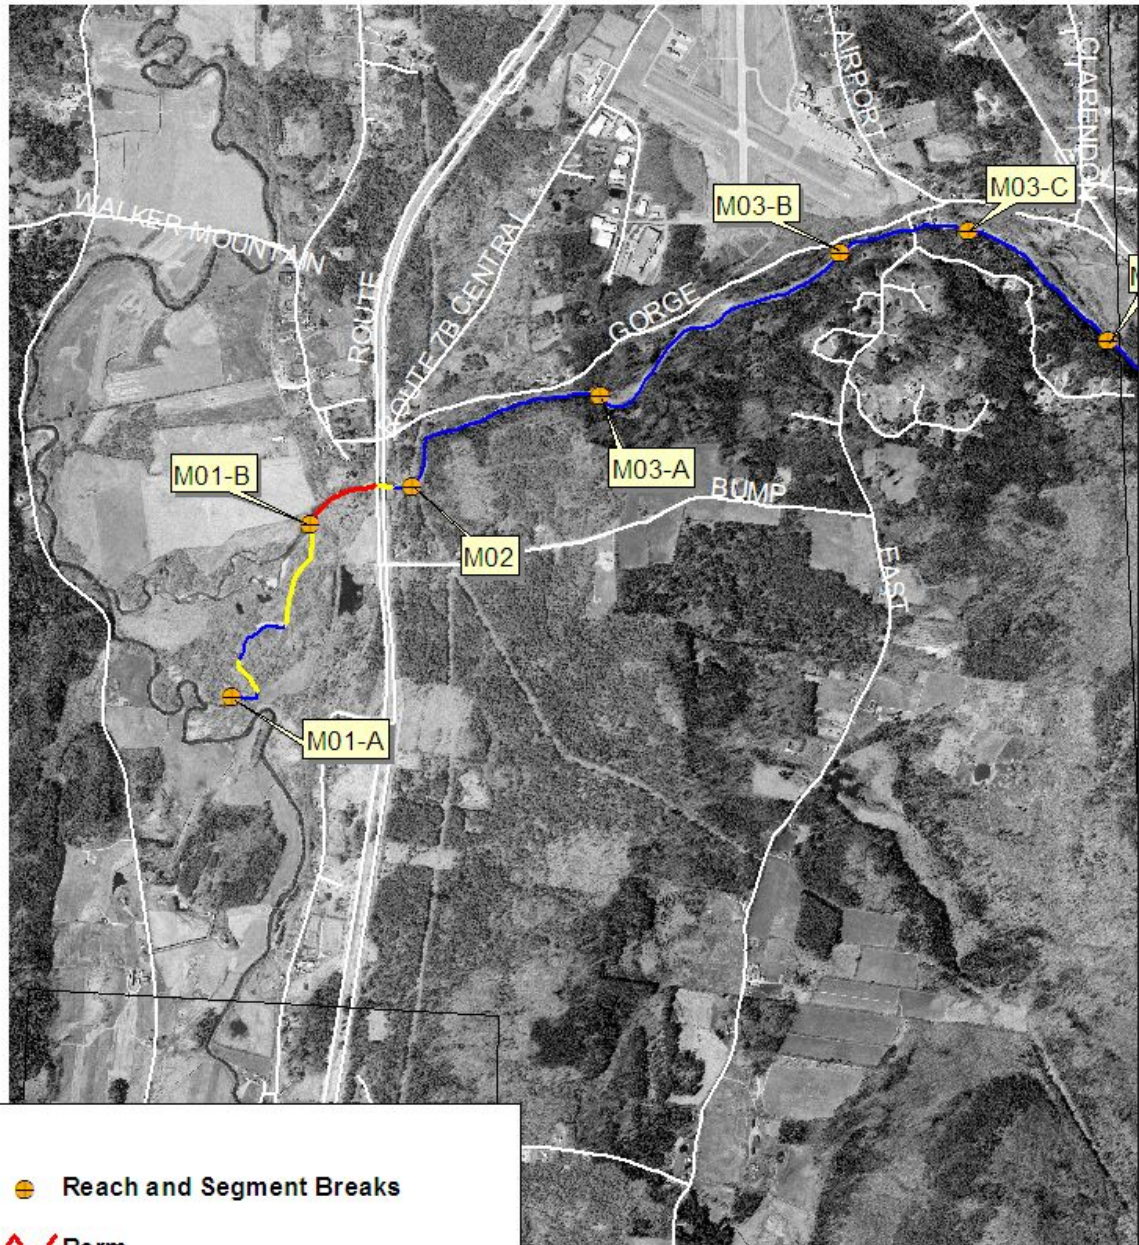 AIRPORT
CLARENDON
M03-C
M03-B
WALKER MOUNTAIN
ROUTE
ROUTE 7B CENTRAL
GORGE
M03-A
M01-B
BUMP
M02
EAST
M01-A
Reach and Segment Breaks